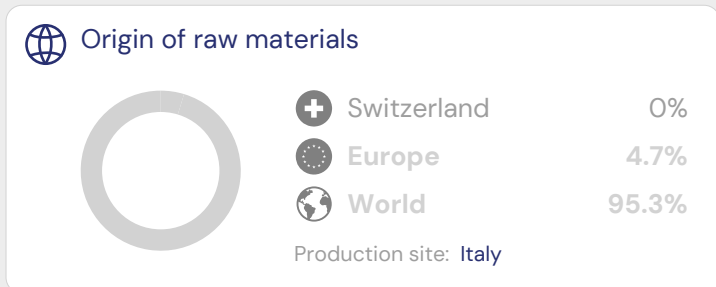 Origin of raw materials
Switzerland 0%
Europe 4.7%
World 95.3%
Production site: Italy